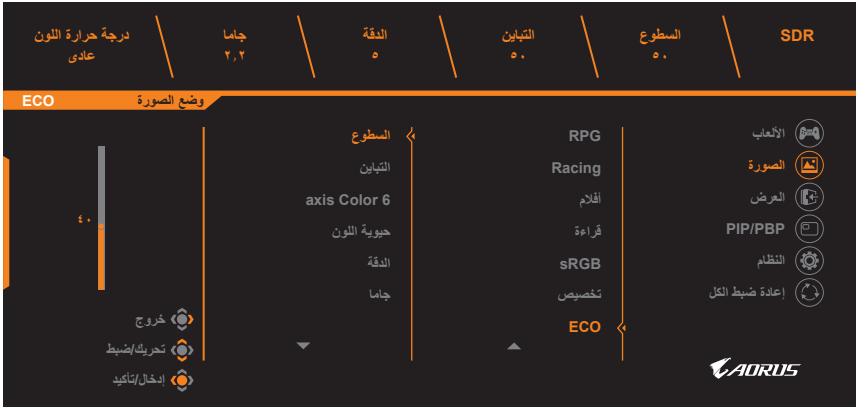 SDR
السطوع
٥٠
التباين
٥٠
الدقة
٥
جاما
٢,٢
درجة حرارة اللون
عادى
وضع الصورة
ECO
الألعاب
الصورة
العرض
PIP/PBP
النظام
إعادة ضبط الكل
RPG
Racing
أفلام
قراءة
sRGB
تخصيص
ECO
السطوع
التباين
6 axis Color
حيوية اللون
الدقة
جاما
٤٠
خروج
تحريك/ضبط
إدخال/تأكيد
AORUS